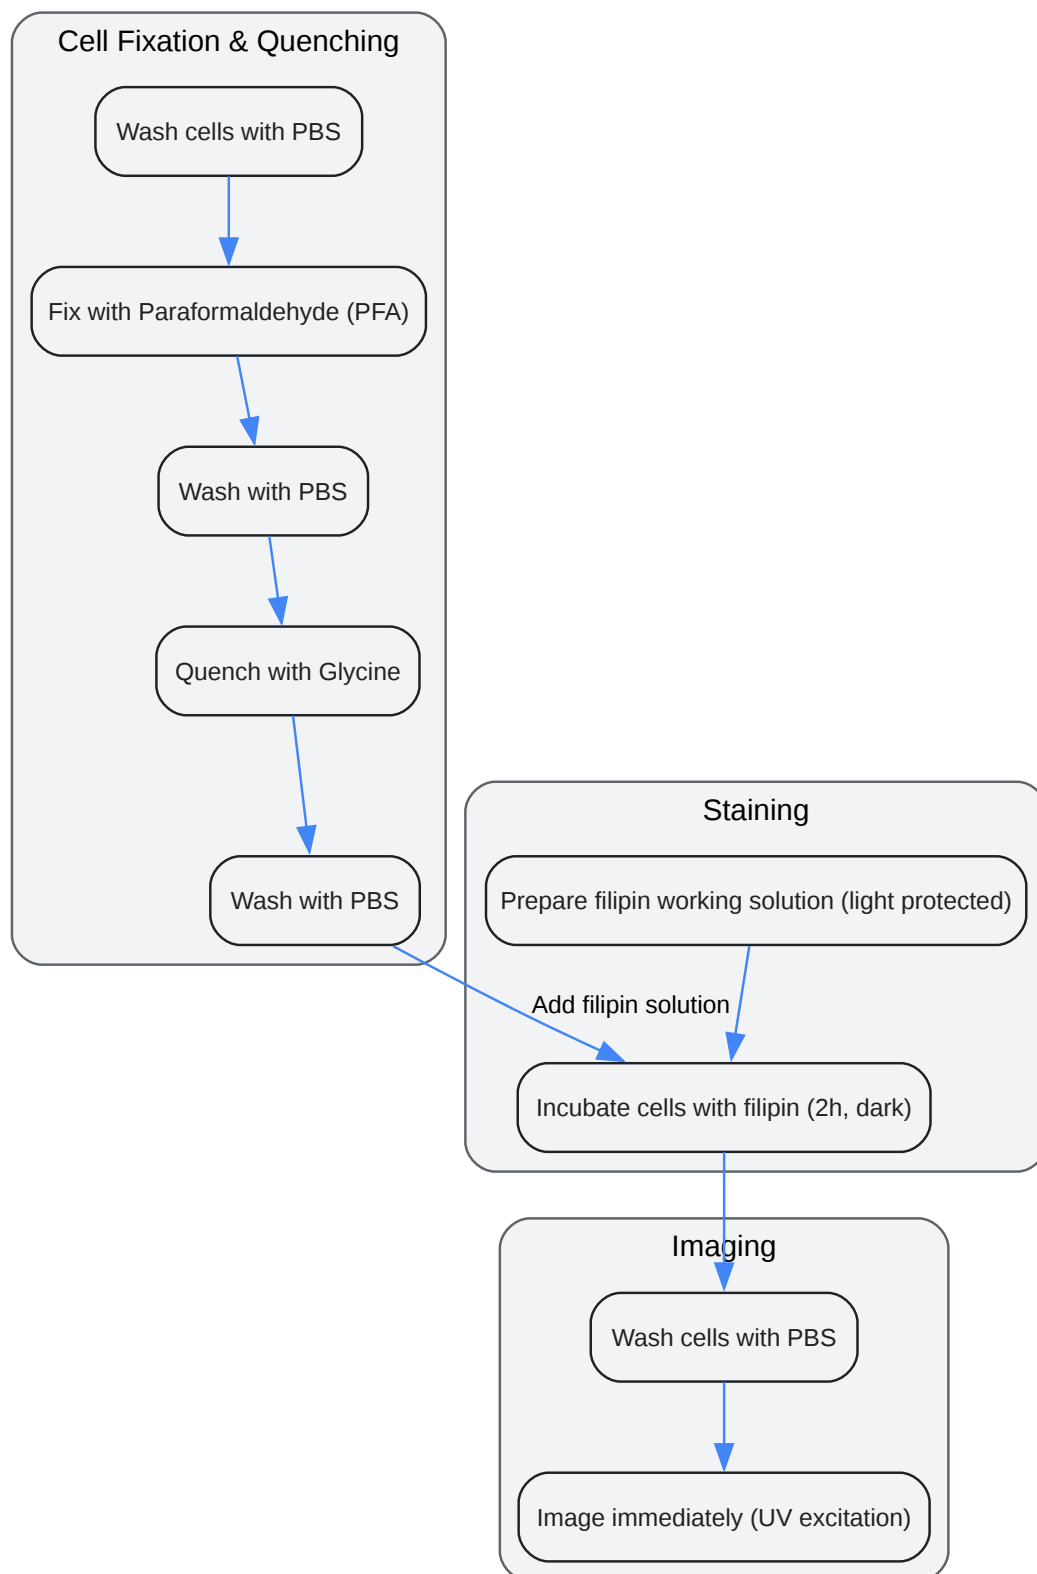 Cell Fixation & Quenching
Wash cells with PBS
Fix with Paraformaldehyde (PFA)
Wash with PBS
Quench with Glycine
Wash with PBS
Staining
Prepare filipin working solution (light protected)
Add filipin solution
Incubate cells with filipin (2h, dark)
Imaging
Wash cells with PBS
Image immediately (UV excitation)